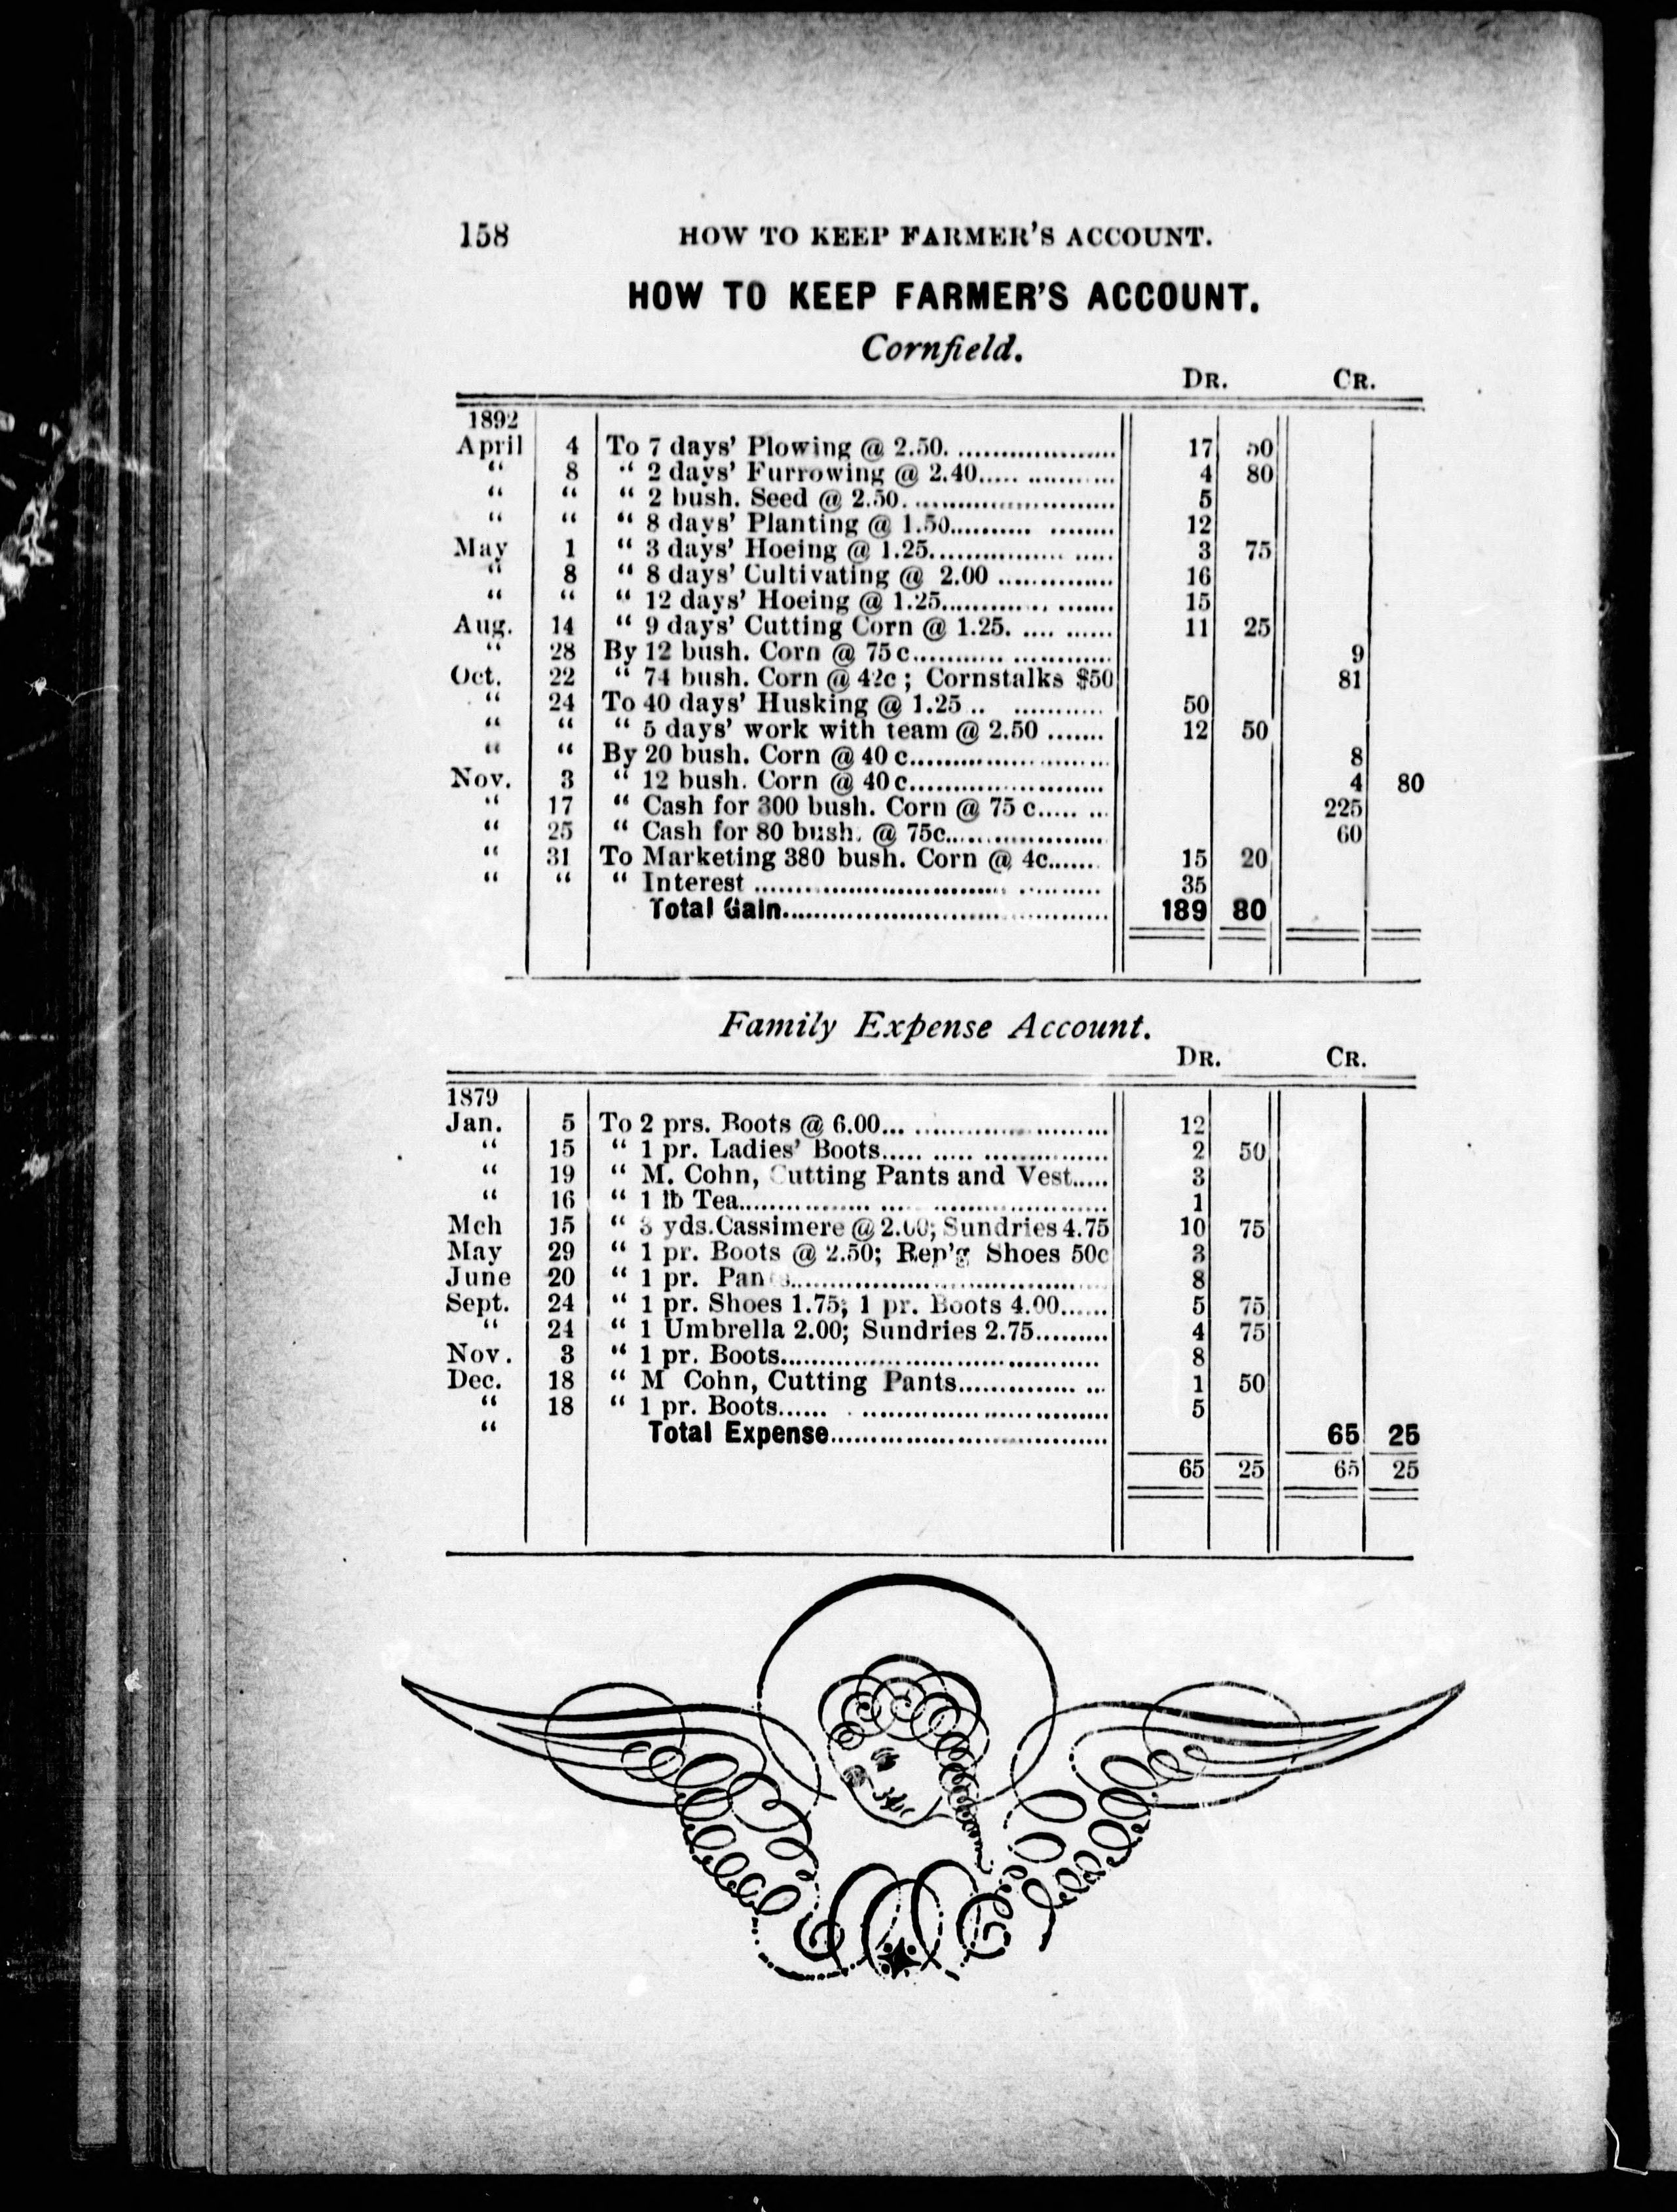 158 HOW TO KEEP FARMER'S ACCOUNT.
HOW TO KEEP FARMER'S ACCOUNT.
Cornfield.
DR. CR.
1892
April 4 To 7 days' Plowing @ 2.50. .................... 17 50
" 8 " 2 days' Furrowing @ 2.40..... ............ 4 80
" " " 2 bush. Seed @ 2.50. ........................ 5
" " " 8 days' Planting @ 1.50........... ........ 12
May 1 " 3 days' Hoeing @ 1.25................ ..... 3 75
" 8 " 8 days' Cultivating @ 2.00 ............... 16
" " " 12 days' Hoeing @ 1.25............. ....... 15
Aug. 14 " 9 days' Cutting Corn @ 1.25. .... ...... 11 25
" 28 By 12 bush. Corn @ 75 c........... ............ 9
Oct. 22 " 74 bush. Corn @ 42c ; Cornstalks $50 81
" 24 To 40 days' Husking @ 1.25 .. ........... 50
" " " 5 days' work with team @ 2.50 ....... 12 50
" " By 20 bush. Corn @ 40 c........................ 8
Nov. 3 " 12 bush. Corn @ 40 c....................... 4 80
" 17 " Cash for 300 bush. Corn @ 75 c..... ... 225
" 25 " Cash for 80 bush. @ 75c................... 60
" 31 To Marketing 380 bush. Corn @ 4c....... 15 20
" " " Interest .............................. .......... 35
Total Gain....................................... 189 80
Family Expense Account.
DR. CR.
1879
Jan. 5 To 2 prs. Boots @ 6.00... ....................... 12
" 15 " 1 pr. Ladies' Boots..... ..... ............... 2 50
" 19 " M. Cohn, Cutting Pants and Vest..... 3
" 16 " 1 lb Tea................ ... ..................... 1
Mch 15 " 3 yds.Cassimere @ 2.00; Sundries 4.75 10 75
May 29 " 1 pr. Boots @ 2.50; Rep'g Shoes 50c 3
June 20 " 1 pr. Pants...................................... 8
Sept. 24 " 1 pr. Shoes 1.75; 1 pr. Boots 4.00...... 5 75
" 24 " 1 Umbrella 2.00; Sundries 2.75......... 4 75
Nov. 3 " 1 pr. Boots...................................... 8
Dec. 18 " M Cohn, Cutting Pants.............. ... 1 50
" 18 " 1 pr. Boots...... . .............................. 5
" Total Expense.................................. 65 25
65 25 65 25